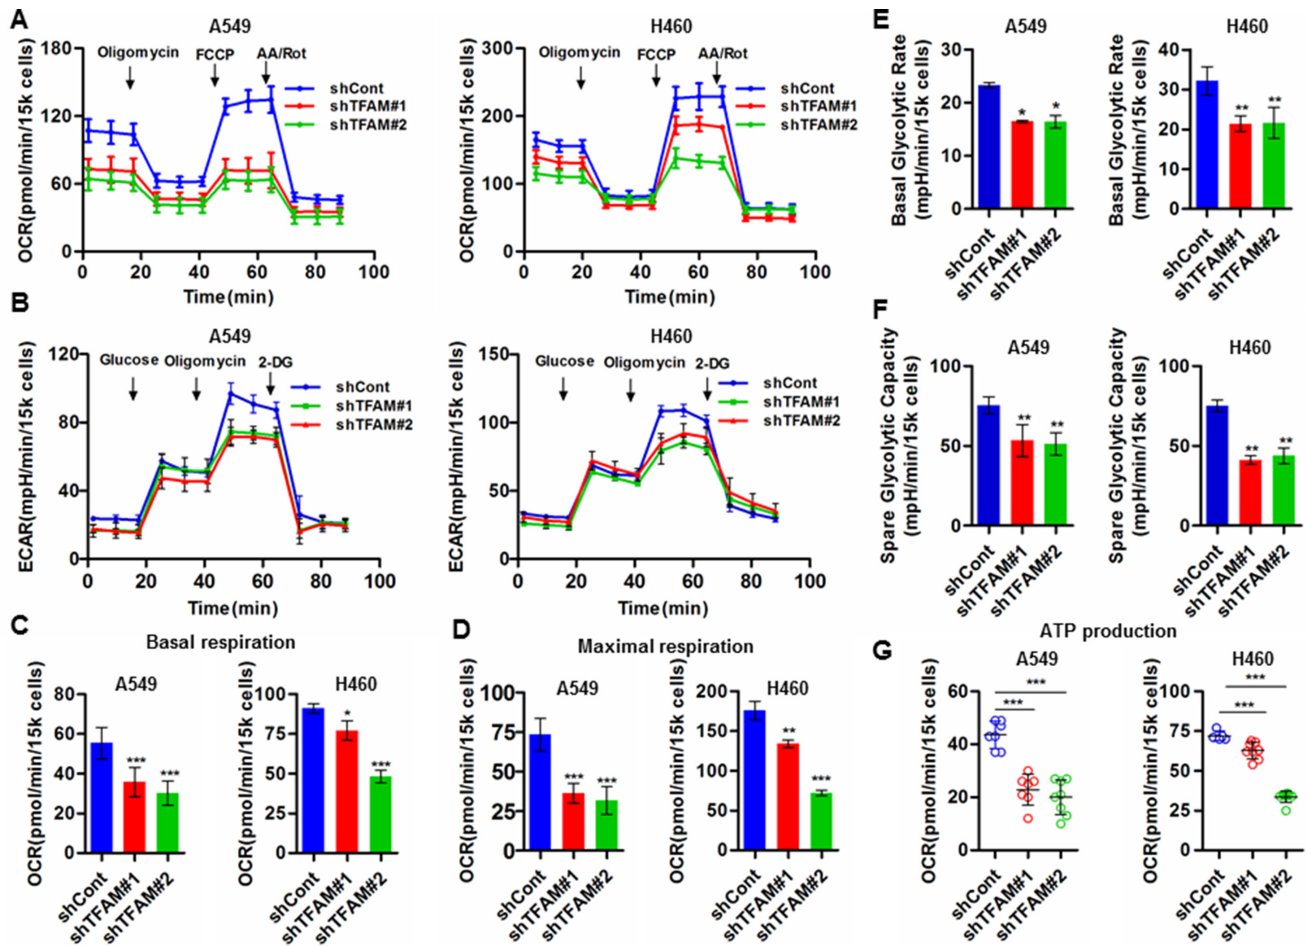 A
A549
OCR(pmol/min/15k cells)
180
120
60
0
Oligomycin
FCCP
AA/Rot
shCont
shTFAM#1
shTFAM#2
0 20 40 60 80 100
Time(min)
H460
OCR(pmol/min/15k cells)
300
200
100
0
Oligomycin
FCCP
AA/Rot
shCont
shTFAM#1
shTFAM#2
0 20 40 60 80 100
Time(min)
B
A549
ECAR(mpH/min/15k cells)
120
80
40
0
Glucose
Oligomycin
2-DG
shCont
shTFAM#1
shTFAM#2
0 20 40 60 80 100
Time(min)
H460
ECAR(mpH/min/15k cells)
150
100
50
0
Glucose
Oligomycin
2-DG
shCont
shTFAM#1
shTFAM#2
0 20 40 60 80 100
Time(min)
C
Basal respiration
A549
OCR(pmol/min/15k cells)
80
60
40
20
0
***
***
shCont
shTFAM#1
shTFAM#2
H460
OCR(pmol/min/15k cells)
100
75
50
25
0
*
***
shCont
shTFAM#1
shTFAM#2
D
Maximal respiration
A549
OCR(pmol/min/15k cells)
100
75
50
25
0
***
***
shCont
shTFAM#1
shTFAM#2
H460
OCR(pmol/min/15k cells)
200
150
100
50
0
**
***
shCont
shTFAM#1
shTFAM#2
E
A549
Basal Glycolytic Rate
(mpH/min/15k cells)
30
20
10
0
*
*
shCont
shTFAM#1
shTFAM#2
H460
Basal Glycolytic Rate
(mpH/min/15k cells)
40
30
20
10
0
**
**
shCont
shTFAM#1
shTFAM#2
F
A549
Spare Glycolytic Capacity
(mpH/min/15k cells)
100
50
0
**
**
shCont
shTFAM#1
shTFAM#2
H460
Spare Glycolytic Capacity
(mpH/min/15k cells)
100
50
0
**
**
shCont
shTFAM#1
shTFAM#2
G
ATP production
A549
OCR(pmol/min/15k cells)
60
40
20
0
***
***
shCont
shTFAM#1
shTFAM#2
H460
OCR(pmol/min/15k cells)
100
75
50
25
0
***
***
shCont
shTFAM#1
shTFAM#2